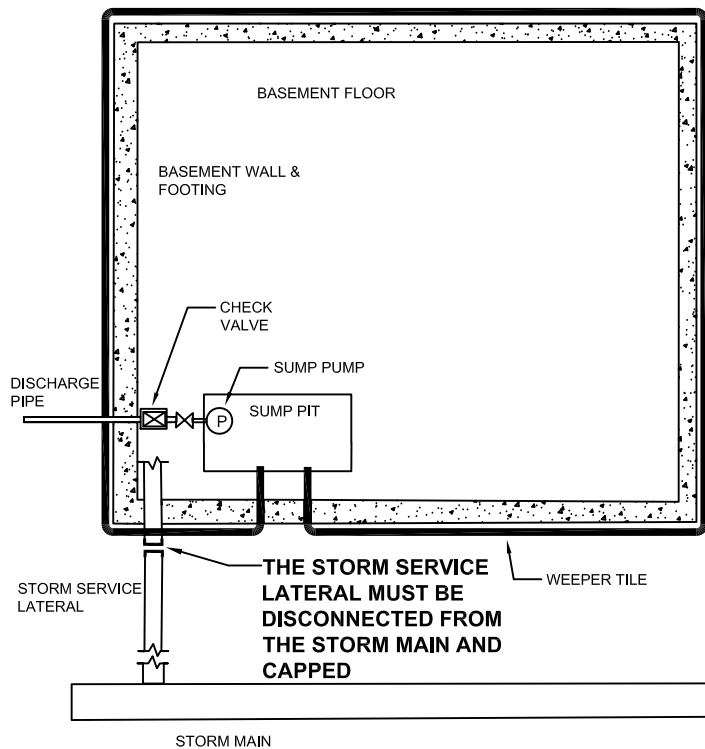 BASEMENT FLOOR
BASEMENT WALL &
FOOTING
CHECK
VALVE
SUMP PUMP
DISCHARGE
PIPE
SUMP PIT
P
THE STORM SERVICE
LATERAL MUST BE
DISCONNECTED FROM
THE STORM MAIN AND
CAPPED
WEEPER TILE
STORM SERVICE
LATERAL
STORM MAIN